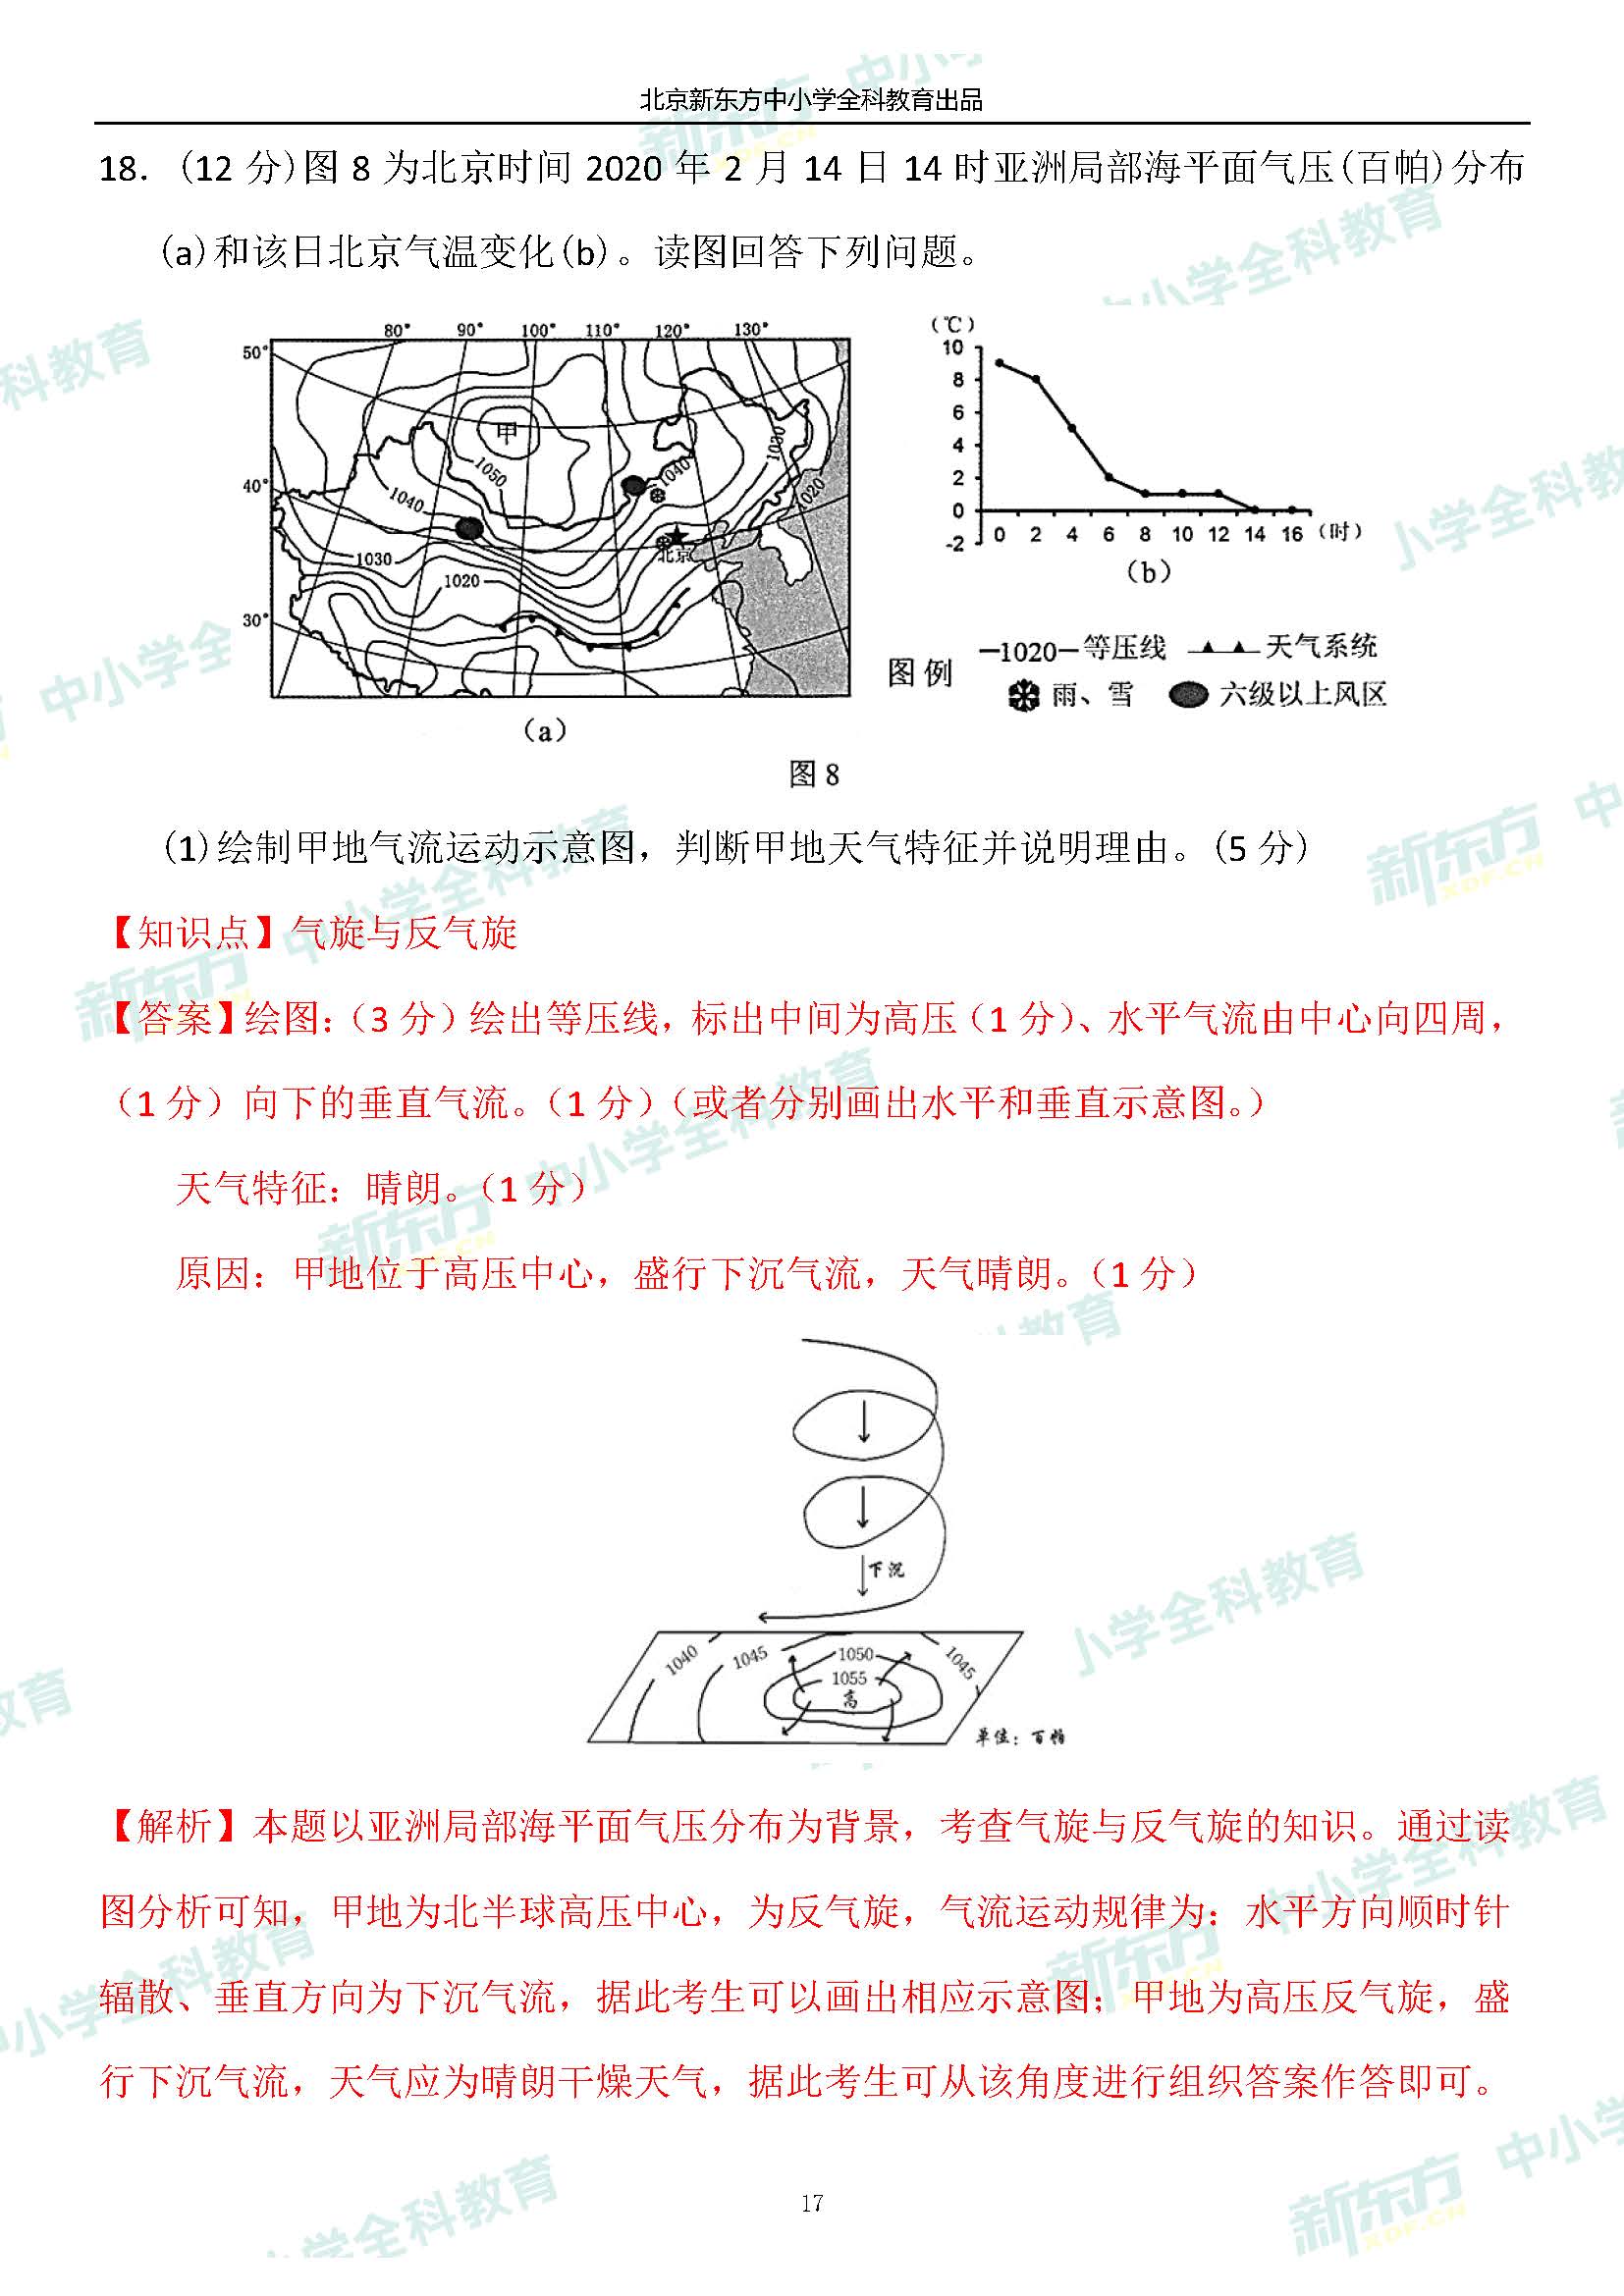 北京新东方中小学全科教育出品
18. (12 分)图 8 为北京时间 2020 年 2 月 14 日 14 时亚洲局部海平面气压(百帕)分布
(a)和该日北京气温变化(b)。读图回答下列问题。
80° 90° 100° 110° 120° 130°
50°
40°
30°
甲
1050
1040
1040
1030
1030
1020
1020
北京
(a)
(℃)
10
8
6
4
2
0
-2
0 2 4 6 8 10 12 14 16 (时)
(b)
图例
1020 等压线
天气系统
雨、雪
六级以上风区
图 8
(1)绘制甲地气流运动示意图，判断甲地天气特征并说明理由。(5 分)
【知识点】气旋与反气旋
【答案】绘图:（3 分）绘出等压线，标出中间为高压（1 分）、水平气流由中心向四周，
（1 分）向下的垂直气流。（1 分）（或者分别画出水平和垂直示意图。）
天气特征：晴朗。（1 分）
原因：甲地位于高压中心，盛行下沉气流，天气晴朗。（1 分）
下沉
1040
1045
1050
1055
高
1045
单位：百帕
【解析】本题以亚洲局部海平面气压分布为背景，考查气旋与反气旋的知识。通过读
图分析可知，甲地为北半球高压中心，为反气旋，气流运动规律为：水平方向顺时针
辐散、垂直方向为下沉气流，据此考生可以画出相应示意图；甲地为高压反气旋，盛
行下沉气流，天气应为晴朗干燥天气，据此考生可从该角度进行组织答案作答即可。
17
新东方
XDF.CN
中小学全科教育